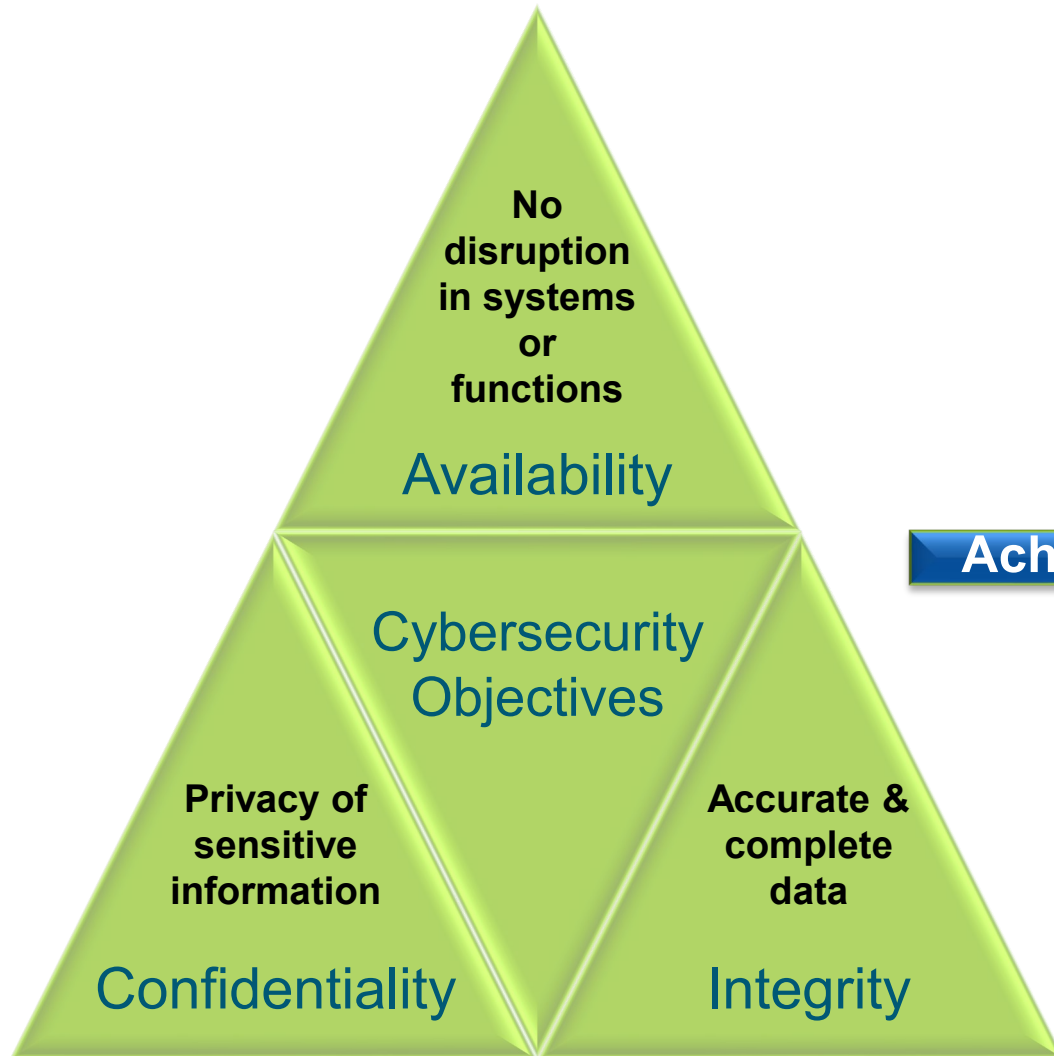 No
disruption
in systems
or
functions
Availability
Ach
Cybersecurity
Objectives
Privacy of
sensitive
information
Confidentiality
Accurate &
complete
data
Integrity